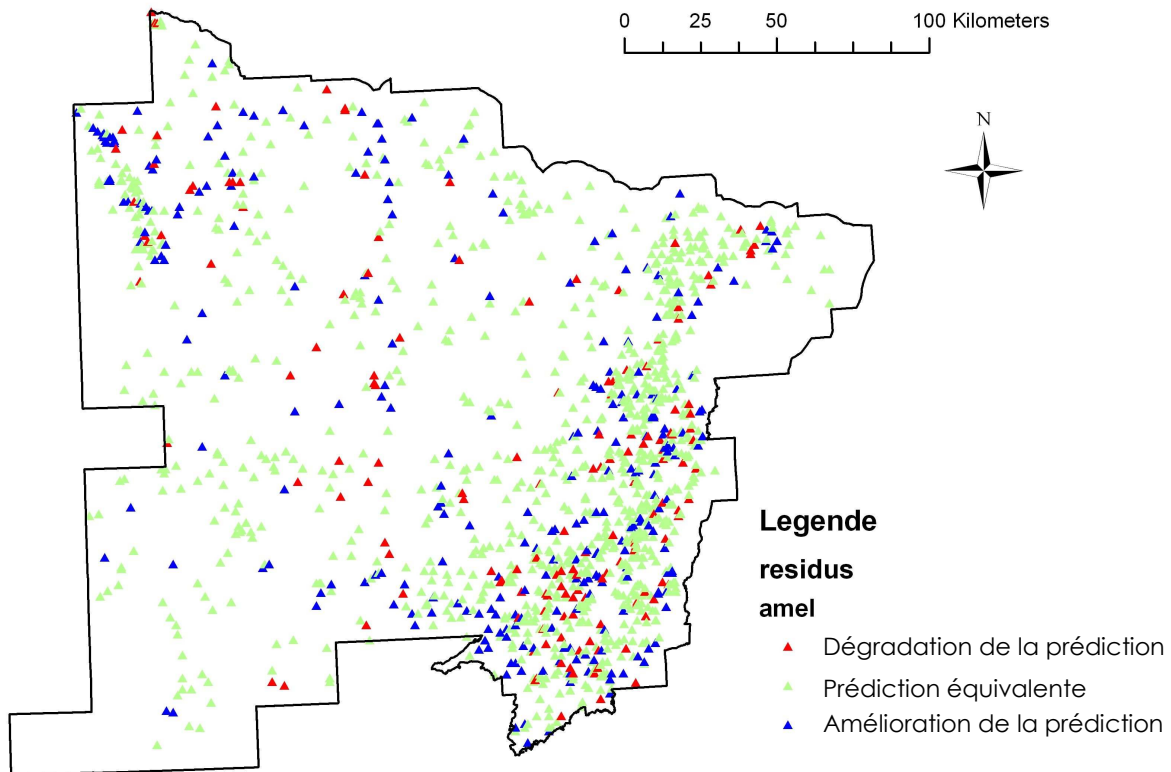 0 25 50 100 Kilometers
N
Legende
residus
amel
Dégradation de la prédiction
Prédiction équivalente
Amélioration de la prédiction